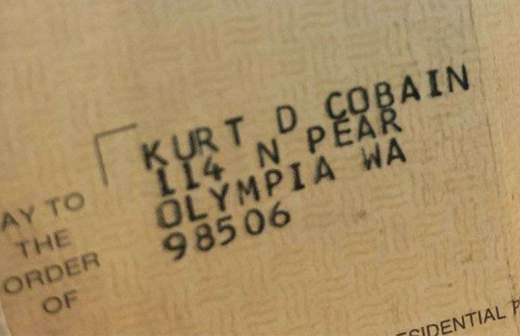 KURT D COBAIN
114 N PEAR
OLYMPIA WA
98506
AY TO
THE
ORDER
OF
ESIDENTIAL P